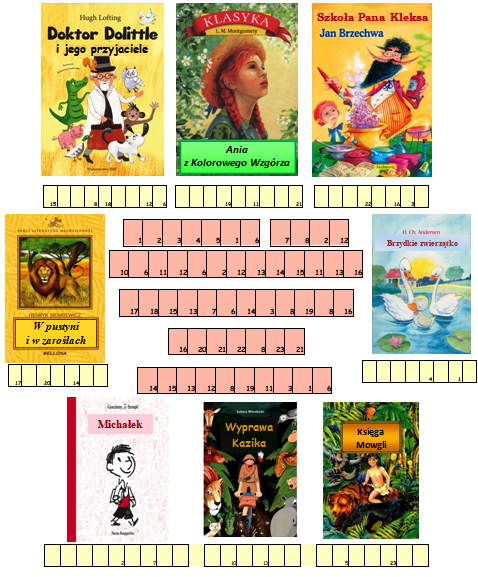 Hugh Lofting
Doktor Dolittle
i jego przyjaciele
KLASYKA
L. M. Montgomery
Ania
z Kolorowego Wzgórza
Szkoła Pana Kleksa
Jan Brzechwa
15 8 18 12 6
19 11 21
22 16 3
HENRYK SIENKIEWICZ
W pustyni
i w zaroślach
BELLONA
1 2 3 4 5 1 6 7 8 2 12
10 6 11 12 6 2 12 13 14 15 11 13 16
17 18 15 13 7 6 14 3 8 19 8 16
16 20 21 22 8 23 21
14 15 13 12 8 19 11 3 1 6
H. Ch. Andersen
Brzydkie zwierzątko
17 20 14
4 1
Michałek
Nasza Księgarnia
Wyprawa
Kazika
Księga
Mowgli
2 7
10 13
5 23